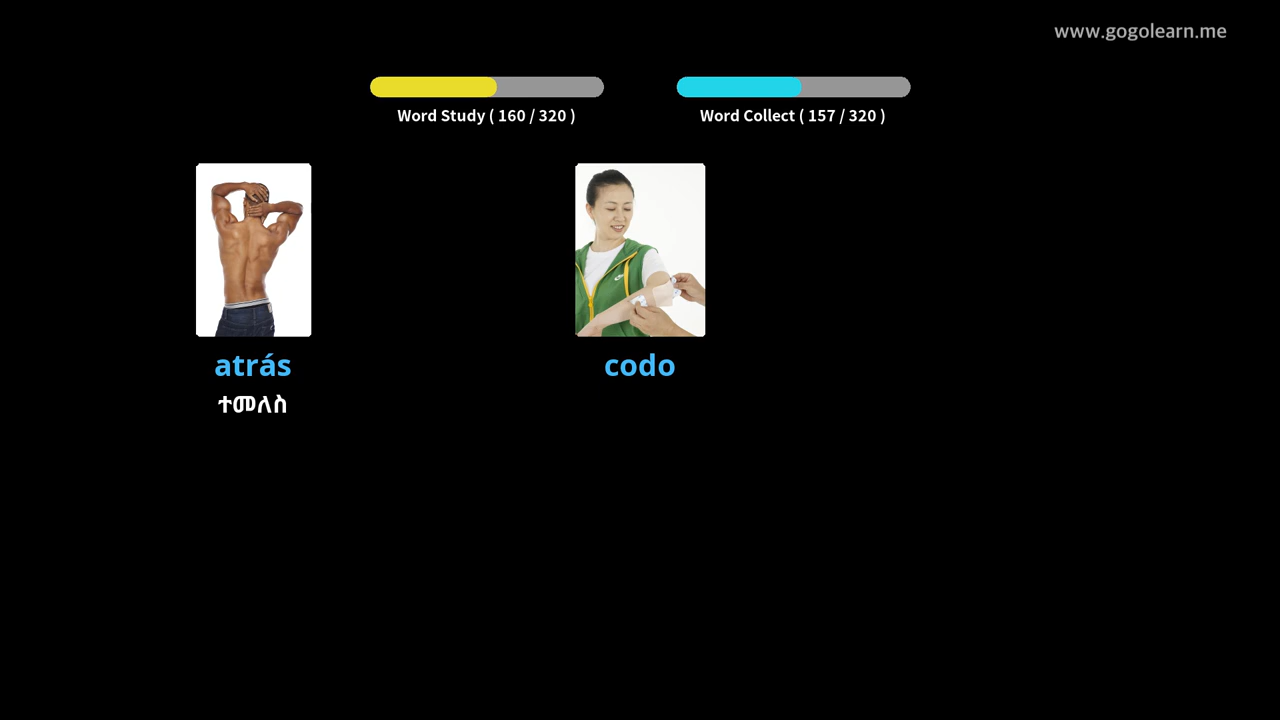 www.gogolearn.me
Word Study ( 160 / 320 )
Word Collect ( 157 / 320 )
atrás
codo
ተመለስ